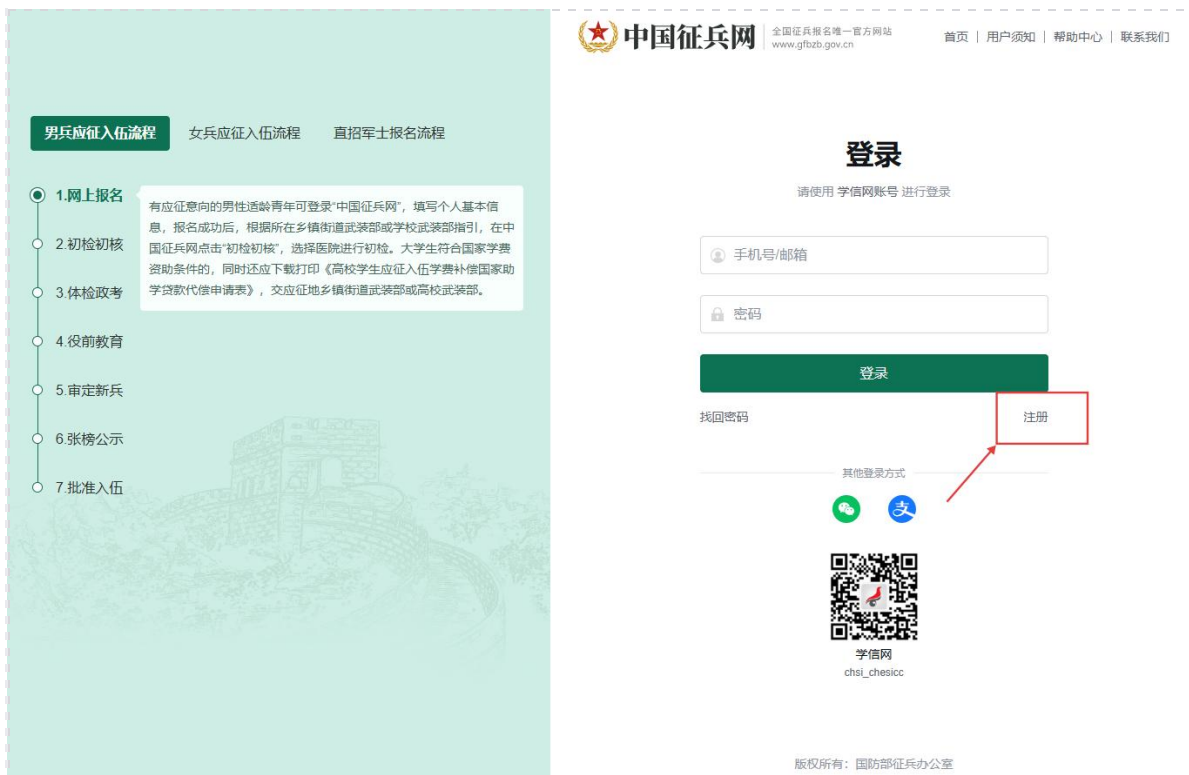 中国征兵网
全国征兵报名唯一官方网站
www.gfbzb.gov.cn
首页 | 用户须知 | 帮助中心 | 联系我们
男兵应征入伍流程 女兵应征入伍流程 直招军士报名流程
1.网上报名
有应征意向的男性适龄青年可登录“中国征兵网”，填写个人基本信
息，报名成功后，根据所在乡镇街道武装部或学校武装部指引，在中
国征兵网点击“初检初核”，选择医院进行初检。大学生符合国家学费
资助条件的，同时还应下载打印《高校学生应征入伍学费补偿国家助
学贷款代偿申请表》，交应征地乡镇街道武装部或高校武装部。
2.初检初核
3.体检政考
4.役前教育
5.审定新兵
6.张榜公示
7.批准入伍
登录
请使用 学信网账号 进行登录
手机号/邮箱
密码
登录
找回密码 注册
其他登录方式
学信网
chsi_chesicc
版权所有：国防部征兵办公室